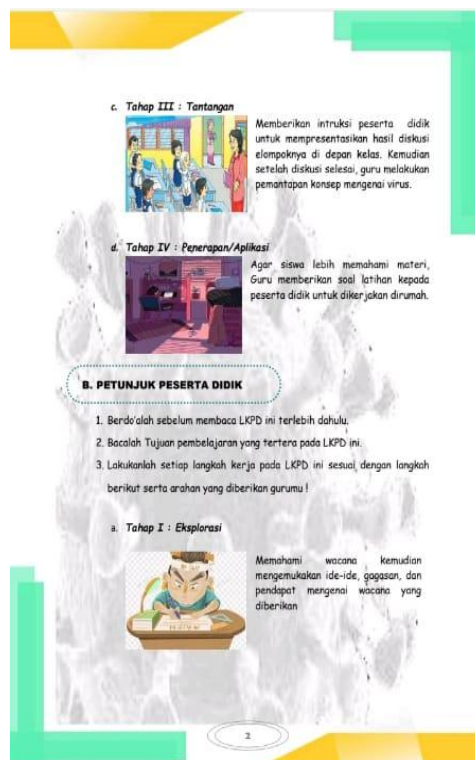 c. Tahap III : Tantangan
Memberikan intruksi peserta didik
untuk mempresentasikan hasil diskusi
elompoknya di depan kelas. Kemudian
setelah diskusi selesai, guru melakukan
pemantapan konsep mengenai virus.
d. Tahap IV : Penerapan/Aplikasi
Agar siswa lebih memahami materi,
Guru memberikan soal latihan kepada
peserta didik untuk dikerjakan dirumah.
B. PETUNJUK PESERTA DIDIK
1. Berdo'alah sebelum membaca LKPD ini terlebih dahulu.
2. Bacalah Tujuan pembelajaran yang tertera pada LKPD ini.
3. Lakukanlah setiap langkah kerja pada LKPD ini sesuai dengan langkah
berikut serta arahan yang diberikan gurumu !
a. Tahap I : Eksplorasi
Memahami wacana kemudian
mengemukakan ide-ide, gagasan, dan
pendapat mengenai wacana yang
diberikan
2